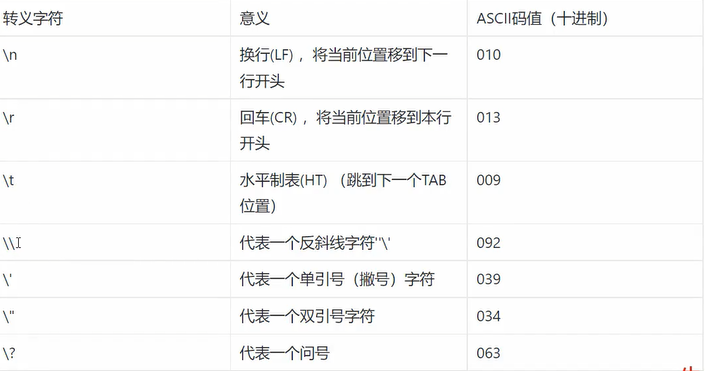 转义字符 意义 ASCII码值（十进制）
\n 换行(LF) ，将当前位置移到下一 010
行开头
\r 回车(CR) ，将当前位置移到本行 013
开头
\t 水平制表(HT) （跳到下一个TAB 009
位置）
\\ 代表一个反斜线字符''\' 092
\' 代表一个单引号（撇号）字符 039
\" 代表一个双引号字符 034
\? 代表一个问号 063